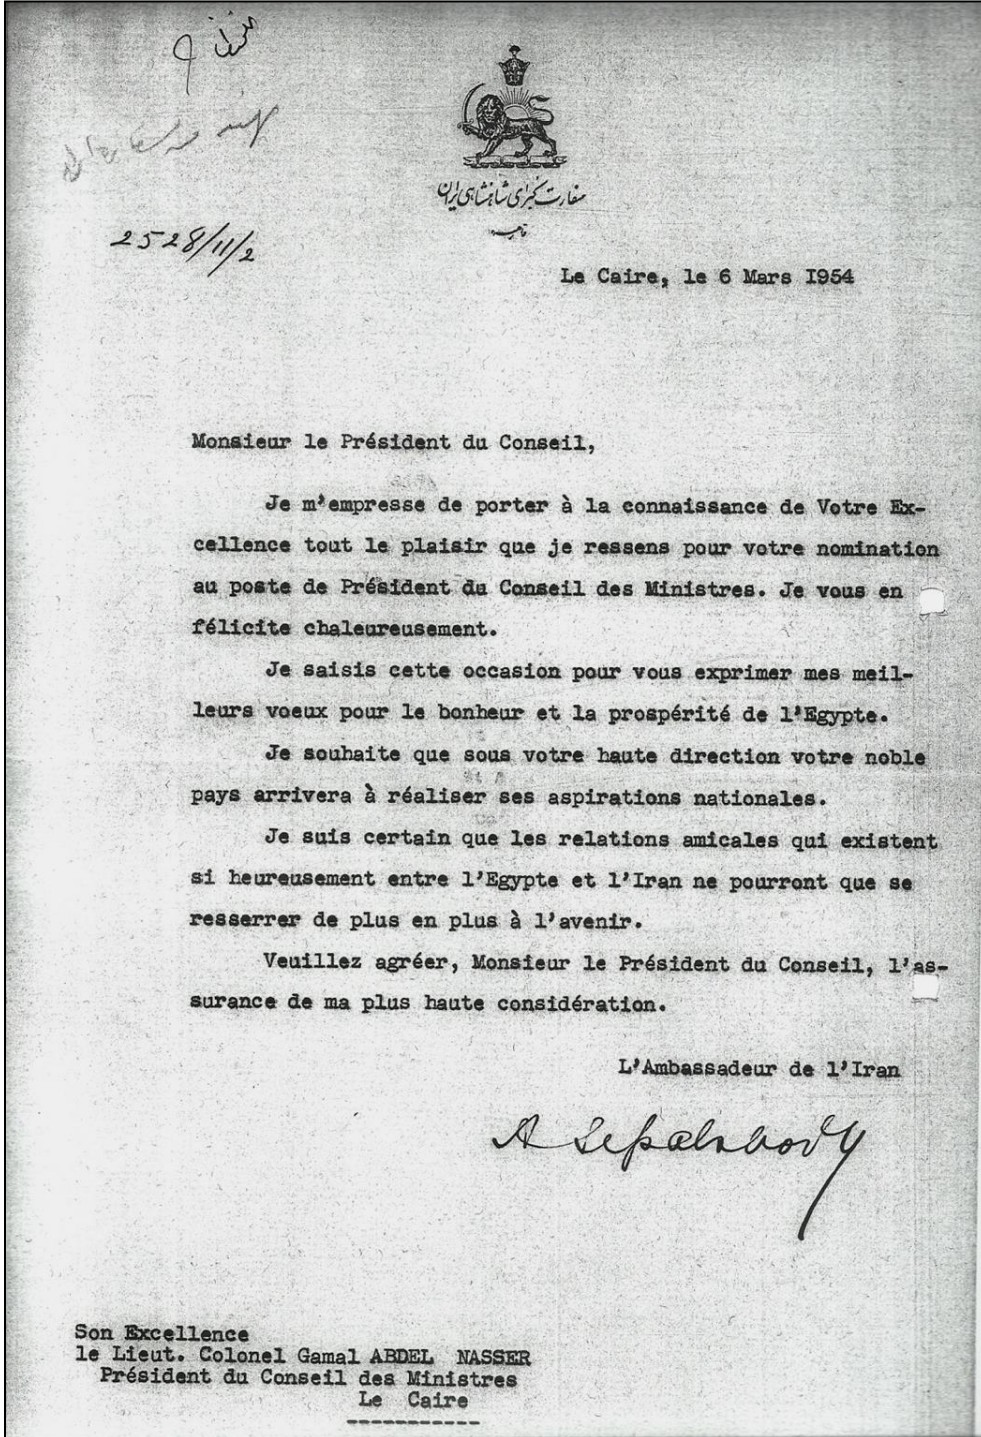 سفارت کبرای شاهنشاهی ایران
قاهره
2528/11/2
Le Caire, le 6 Mars I954
Monsieur le Président du Conseil,
Je m'empresse de porter à la connaissance de Votre Ex-
cellence tout le plaisir que je ressens pour votre nomination
au poste de Président du Conseil des Ministres. Je vous en
félicite chaleureusement.
Je saisis cette occasion pour vous exprimer mes meil-
leurs voeux pour le bonheur et la prospérité de l'Egypte.
Je souhaite que sous votre haute direction votre noble
pays arrivera à réaliser ses aspirations nationales.
Je suis certain que les relations amicales qui existent
si heureusement entre l'Egypte et l'Iran ne pourront que se
resserrer de plus en plus à l'avenir.
Veuillez agréer, Monsieur le Président du Conseil, l'as-
surance de ma plus haute considération.
L'Ambassadeur de l'Iran
A Sepahbody
Son Excellence
le Lieut. Colonel Gamal ABDEL NASSER
Président du Conseil des Ministres
Le Caire